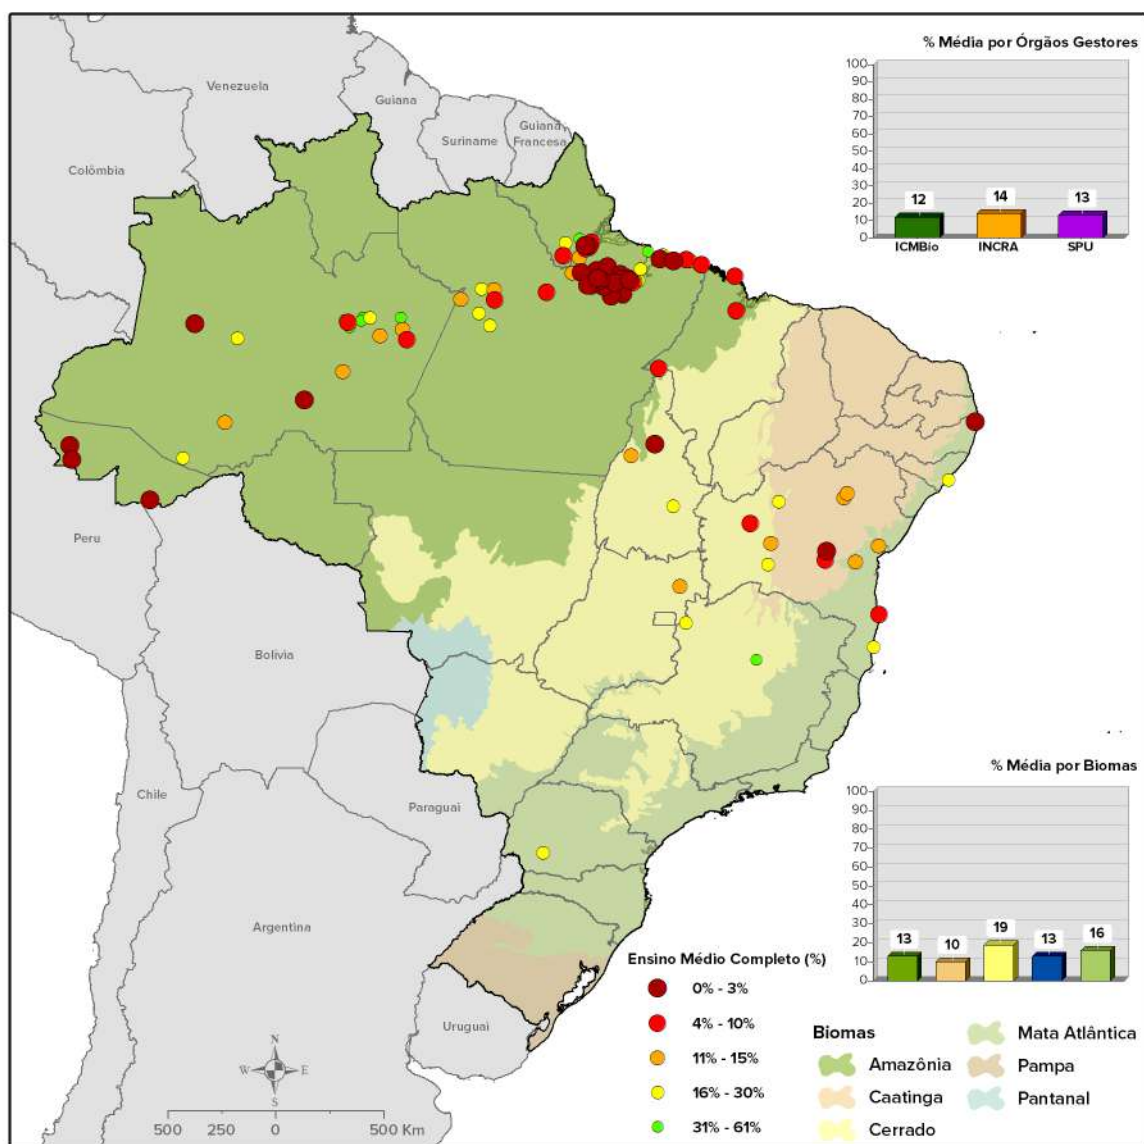 % Média por Órgãos Gestores
100
90
80
70
60
50
40
30
20
10
0
12
14
13
ICMBio
INCRA
SPU
Venezuela
Guiana
Suriname
Guiana
Francesa
Colômbia
Peru
Bolívia
Chile
Paraguai
Argentina
Uruguai
% Média por Biomas
100
90
80
70
60
50
40
30
20
10
0
13
10
19
13
16
Ensino Médio Completo (%)
0% - 3%
4% - 10%
11% - 15%
16% - 30%
31% - 61%
Biomas
Amazônia
Caatinga
Cerrado
Mata Atlântica
Pampa
Pantanal
N
W
E
S
500
250
0
500 Km